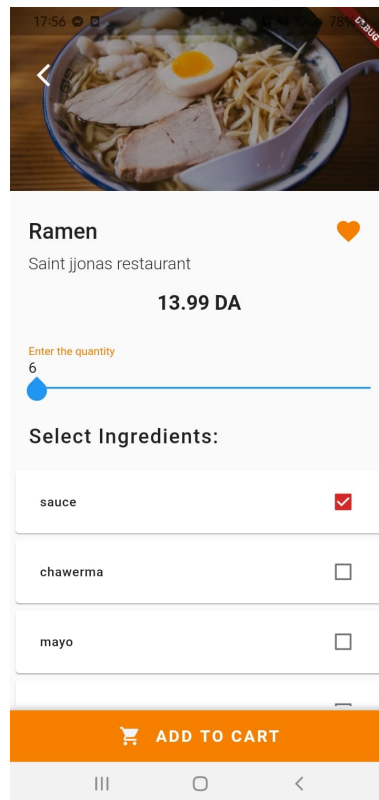 17:56
78%
DEBUG
Ramen
Saint jjonas restaurant
13.99 DA
Enter the quantity
6
Select Ingredients:
sauce
chawerma
mayo
ADD TO CART